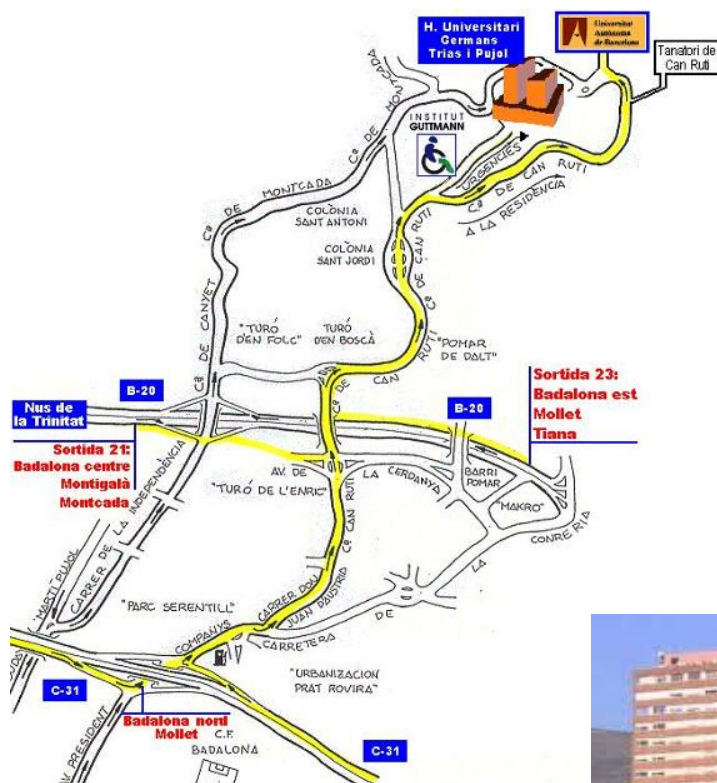 H. Universitari
Germans
Trias i Pujol
Universitat
Autònoma
de Barcelona
Tanatori de
Can Ruti
INSTITUT
GUTTMANN
URGENCIES
Cª DE CAN RUTI
A LA RESIDÈNCIA
Cª DE MONTCADA
Cª DE MONTCADA
COLÒNIA
SANT ANTONI
COLÒNIA
SANT JORDI
Cª DE CAN RUTI
Cª DE CANYET
"TURÓ
D'EN FOLC"
TURÓ
D'EN BOSCÀ
"POMAR
DE DALT"
Cª DE CAN RUTI
B-20
Nus de
la Trinitat
Sortida 21:
Badalona centre
Montigalà
Montcada
Sortida 23:
Badalona est
Mollet
Tiana
B-20
AV. DE LA CERDANYA
BARRI
POMAR
"MAKRO"
"TURÓ DE L'ENRIC"
Cª CAN RUTI
CARRER DE LA INDEPENDÈNCIA
MARTÍ PUJOL
"PARC SERENTILL"
COMPANYS
CARRER DON
JUAN D'AUSTRIA
CARRETERA DE LA CONRERIA
"URBANIZACION
PRAT ROVIRA"
C-31
Badalona nord
Mollet
C.F.
BADALONA
C-31
AV. PRESIDENT